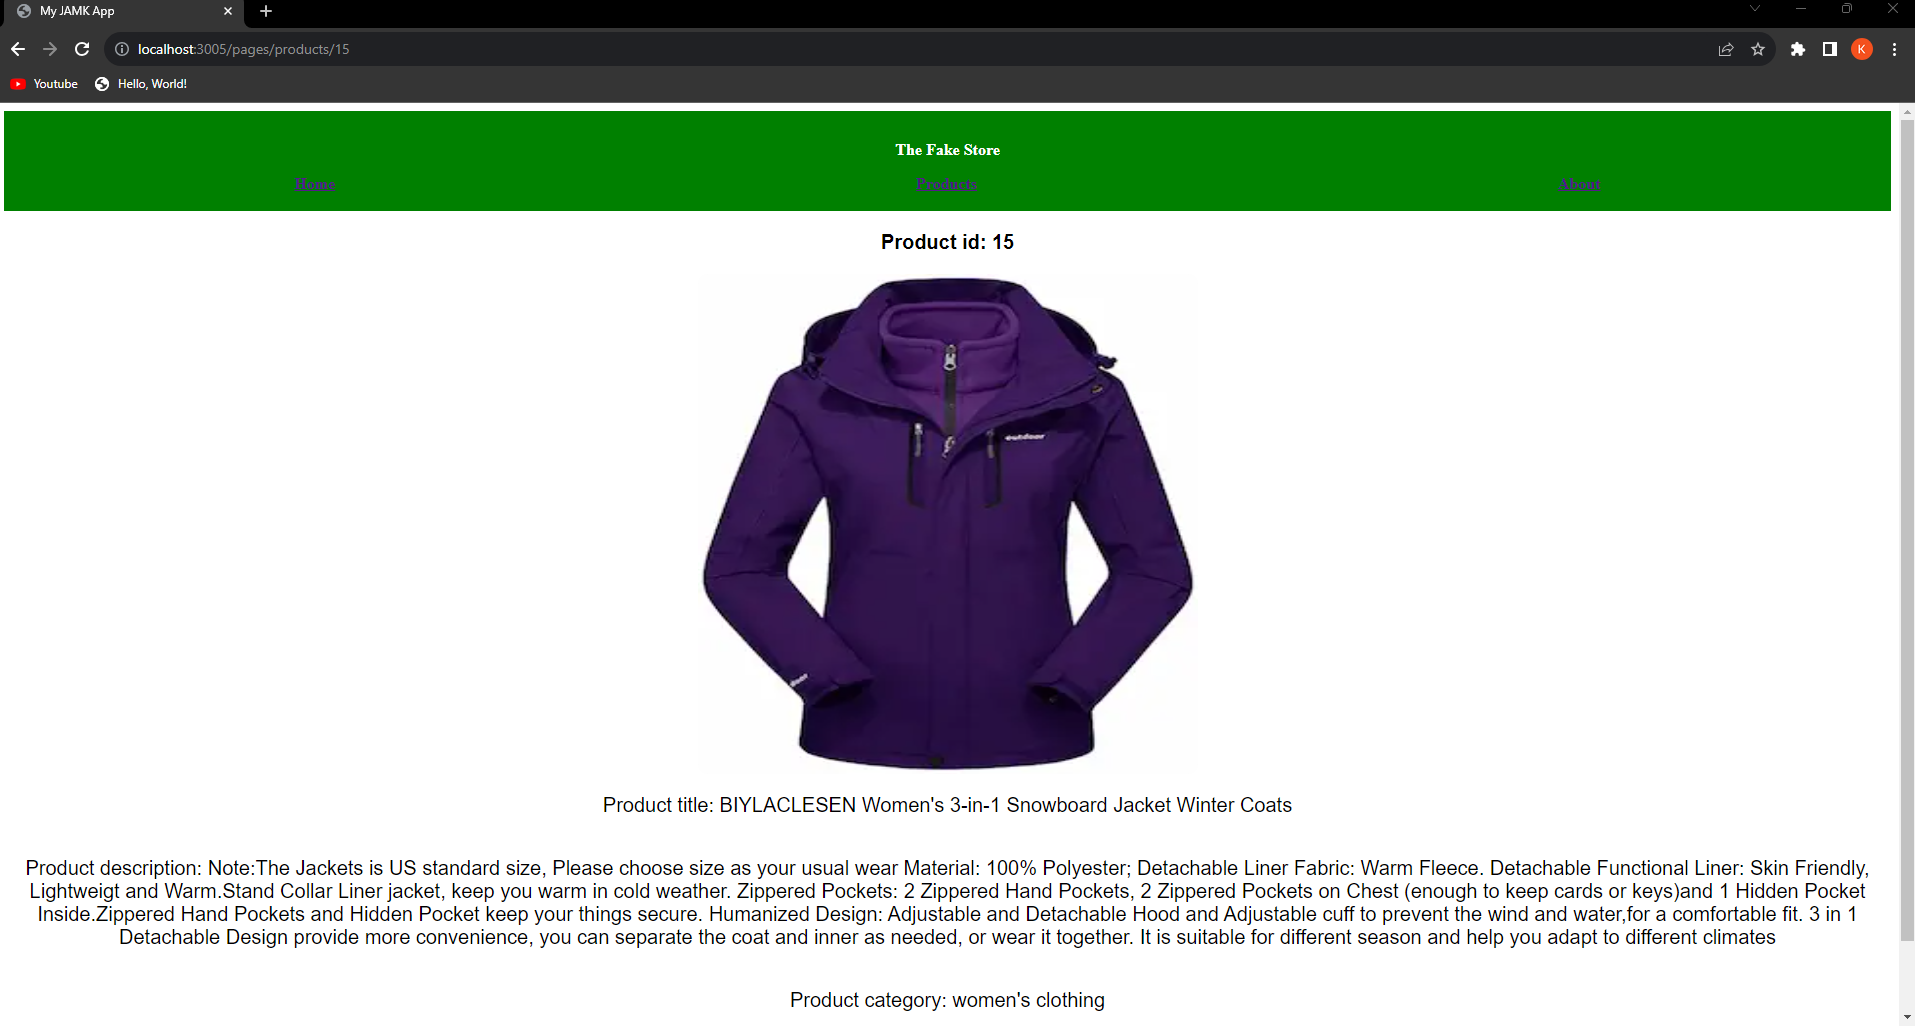 My JAMK App
localhost:3005/pages/products/15
K
Youtube
Hello, World!
The Fake Store
Home
Products
About
Product id: 15
outdoor
Product title: BIYLACLESEN Women's 3-in-1 Snowboard Jacket Winter Coats
Product description: Note:The Jackets is US standard size, Please choose size as your usual wear Material: 100% Polyester; Detachable Liner Fabric: Warm Fleece. Detachable Functional Liner: Skin Friendly,
Lightweigt and Warm.Stand Collar Liner jacket, keep you warm in cold weather. Zippered Pockets: 2 Zippered Hand Pockets, 2 Zippered Pockets on Chest (enough to keep cards or keys)and 1 Hidden Pocket
Inside.Zippered Hand Pockets and Hidden Pocket keep your things secure. Humanized Design: Adjustable and Detachable Hood and Adjustable cuff to prevent the wind and water,for a comfortable fit. 3 in 1
Detachable Design provide more convenience, you can separate the coat and inner as needed, or wear it together. It is suitable for different season and help you adapt to different climates
Product category: women's clothing